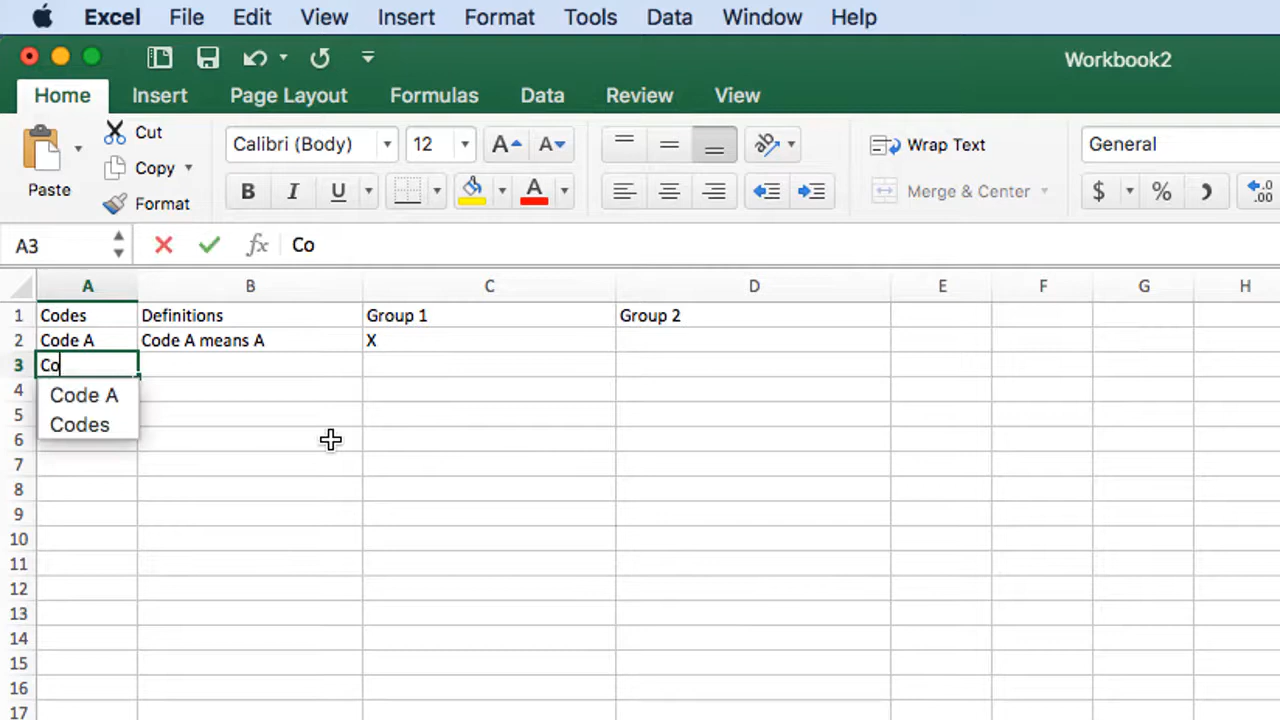 Excel File Edit View Insert Format Tools Data Window Help
Workbook2
Home Insert Page Layout Formulas Data Review View
Paste
Cut
Copy
Format
Calibri (Body) 12 A A
B I U A
Wrap Text
Merge & Center
General
$ % ,
.0
.00
A3 fx Co
A B C D E F G H
1 Codes Definitions Group 1 Group 2
2 Code A Code A means A X
3 Co
4
Code A
5
Codes
6
7
8
9
10
11
12
13
14
15
16
17